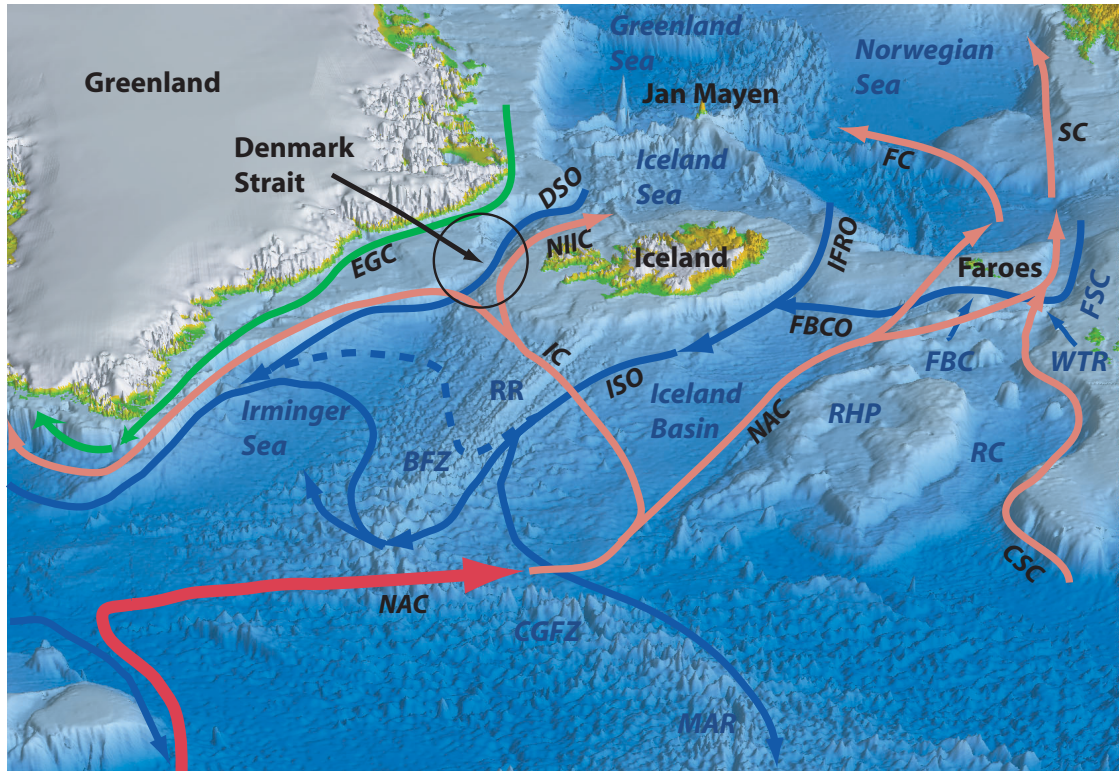 Greenland
Sea
Norwegian
Sea
Greenland
Jan Mayen
SC
Denmark
Strait
FC
Iceland
Sea
DSO
NIIC
EGC
Iceland
IFRO
Faroes
FSC
FBCO
FBC
WTR
IC
ISO
RR
Iceland
Basin
NAC
RHP
RC
Irminger
Sea
BFZ
CSC
NAC
CGFZ
MAR